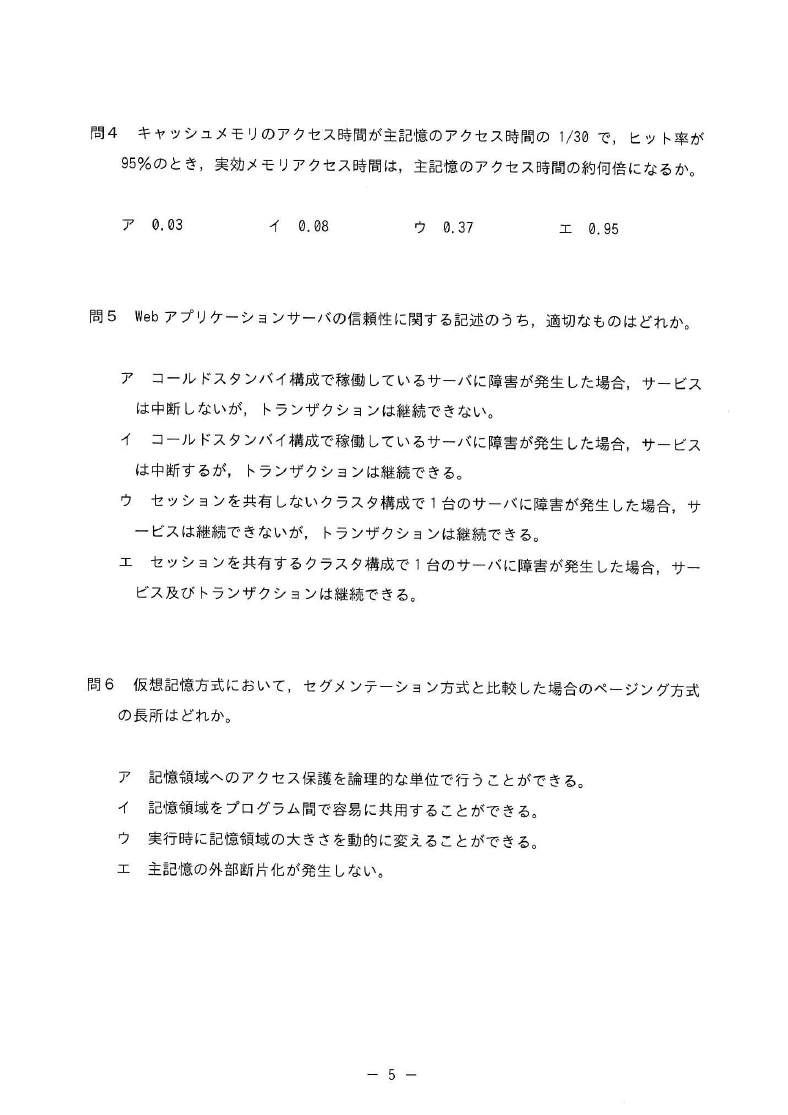 問4　キャッシュメモリのアクセス時間が主記憶のアクセス時間の 1/30 で，ヒット率が
95％のとき，実効メモリアクセス時間は，主記憶のアクセス時間の約何倍になるか。
ア　0.03　イ　0.08　ウ　0.37　エ　0.95
問5　Web アプリケーションサーバの信頼性に関する記述のうち，適切なものはどれか。
ア　コールドスタンバイ構成で稼働しているサーバに障害が発生した場合，サービス
は中断しないが，トランザクションは継続できない。
イ　コールドスタンバイ構成で稼働しているサーバに障害が発生した場合，サービス
は中断するが，トランザクションは継続できる。
ウ　セッションを共有しないクラスタ構成で1台のサーバに障害が発生した場合，サ
ービスは継続できないが，トランザクションは継続できる。
エ　セッションを共有するクラスタ構成で1台のサーバに障害が発生した場合，サー
ビス及びトランザクションは継続できる。
問6　仮想記憶方式において，セグメンテーション方式と比較した場合のページング方式
の長所はどれか。
ア　記憶領域へのアクセス保護を論理的な単位で行うことができる。
イ　記憶領域をプログラム間で容易に共用することができる。
ウ　実行時に記憶領域の大きさを動的に変えることができる。
エ　主記憶の外部断片化が発生しない。
－ 5 －